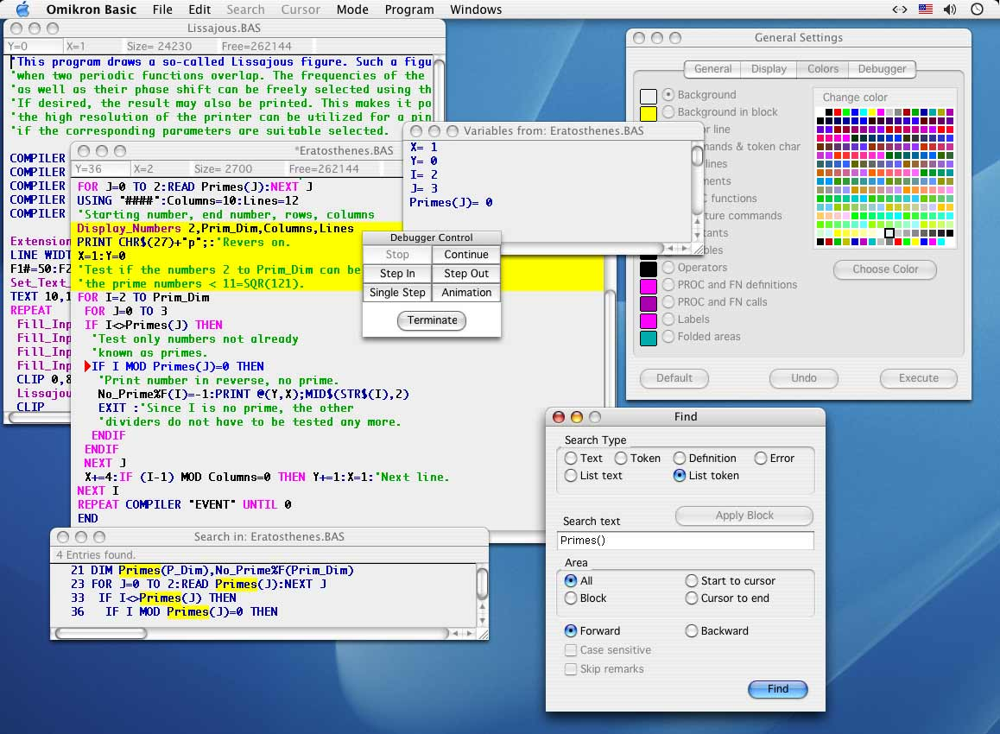 Omikron Basic File Edit Search Cursor Mode Program Windows
Lissajous.BAS
Y=0 X=1 Size= 24230 Free=262144
'This program draws a so-called Lissajous figure. Such a figu
'when two periodic functions overlap. The frequencies of the
'as well as their phase shift can be freely selected using th
'If desired, the result may also be printed. This makes it po
'the high resolution of the printer can be utilized for a pin
'if the corresponding parameters are suitable selected.
COMPILER
COMPILER
COMPILER
COMPILER
COMPILER
Extension
LINE WIDT
F1#=50:F2
Set_Text_
TEXT 10,1
REPEAT
Fill_Inp
Fill_Inp
Fill_Inp
Fill_Inp
CLIP 0,8
Lissajou
CLIP
*Eratosthenes.BAS
Y=36 X=2 Size= 2700 Free=262144
FOR J=0 TO 2:READ Primes(J):NEXT J
USING "####":Columns=10:Lines=12
'Starting number, end number, rows, columns
Display_Numbers 2,Prim_Dim,Columns,Lines
PRINT CHR$(27)+"p";:'Revers on.
X=1:Y=0
'Test if the numbers 2 to Prim_Dim can be
'the prime numbers < 11=SQR(121).
FOR I=2 TO Prim_Dim
FOR J=0 TO 3
IF I<>Primes(J) THEN
'Test only numbers not already
'known as primes.
IF I MOD Primes(J)=0 THEN
'Print number in reverse, no prime.
No_Prime%F(I)=-1:PRINT @(Y,X);MID$(STR$(I),2)
EXIT :'Since I is no prime, the other
'dividers do not have to be tested any more.
ENDIF
ENDIF
NEXT J
X+=4:IF (I-1) MOD Columns=0 THEN Y+=1:X=1:'Next line.
NEXT I
REPEAT COMPILER "EVENT" UNTIL 0
END
Variables from: Eratosthenes.BAS
X= 1
Y= 0
I= 2
J= 3
Primes(J)= 0
Debugger Control
Stop Continue
Step In Step Out
Single Step Animation
Terminate
General Settings
General Display Colors Debugger
Background
Background in block
or line
mands & token char
lines
ments
C functions
ture commands
tants
bles
Operators
PROC and FN definitions
PROC and FN calls
Labels
Folded areas
Change color
Choose Color
Default Undo Execute
Search in: Eratosthenes.BAS
4 Entries found.
21 DIM Primes(P_Dim),No_Prime%F(Prim_Dim)
23 FOR J=0 TO 2:READ Primes(J):NEXT J
33 IF I<>Primes(J) THEN
36 IF I MOD Primes(J)=0 THEN
Find
Search Type
Text Token Definition Error
List text List token
Search text Apply Block
Primes()
Area
All Start to cursor
Block Cursor to end
Forward Backward
Case sensitive
Skip remarks
Find